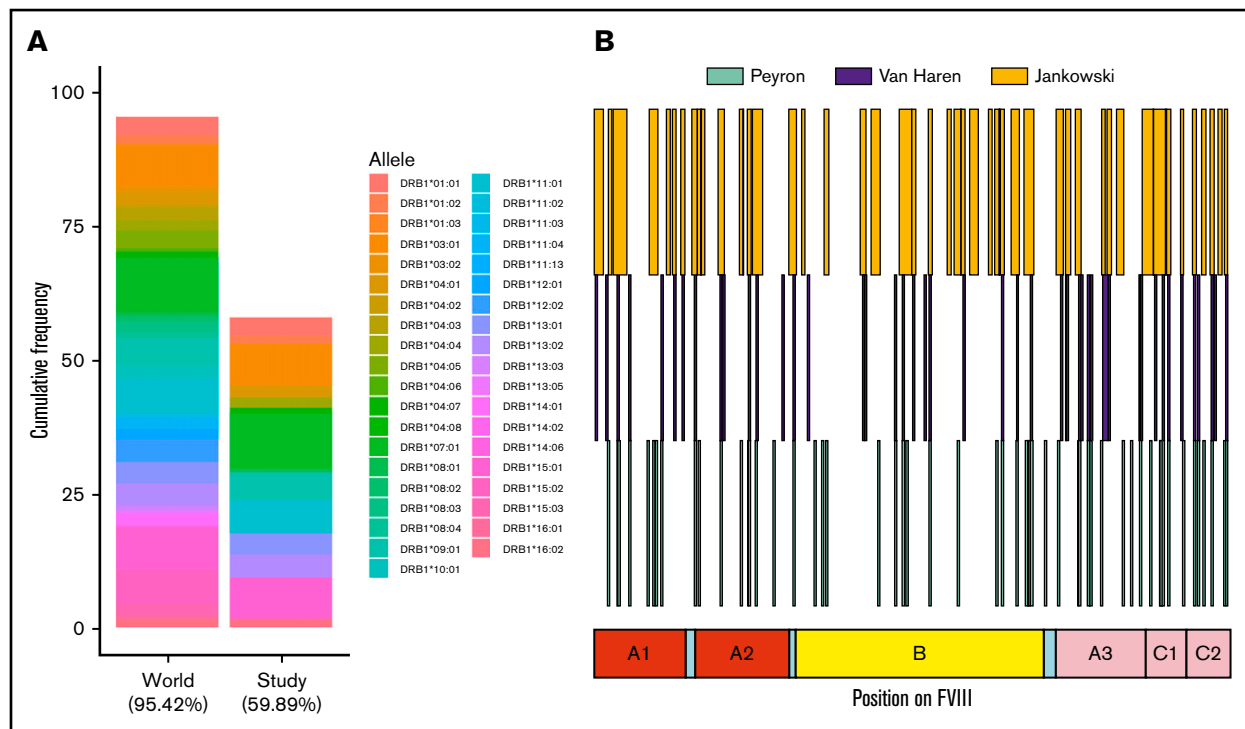 A
Cumulative frequency
100
75
50
25
0
World
(95.42%)
Study
(59.89%)
Allele
DRB1*01:01
DRB1*01:02
DRB1*01:03
DRB1*03:01
DRB1*03:02
DRB1*04:01
DRB1*04:02
DRB1*04:03
DRB1*04:04
DRB1*04:05
DRB1*04:06
DRB1*04:07
DRB1*04:08
DRB1*07:01
DRB1*08:01
DRB1*08:02
DRB1*08:03
DRB1*08:04
DRB1*09:01
DRB1*10:01
DRB1*11:01
DRB1*11:02
DRB1*11:03
DRB1*11:04
DRB1*11:13
DRB1*12:01
DRB1*12:02
DRB1*13:01
DRB1*13:02
DRB1*13:03
DRB1*13:05
DRB1*14:01
DRB1*14:02
DRB1*14:06
DRB1*15:01
DRB1*15:02
DRB1*15:03
DRB1*16:01
DRB1*16:02
B
Peyron Van Haren Jankowski
A1 A2 B A3 C1 C2
Position on FVIII